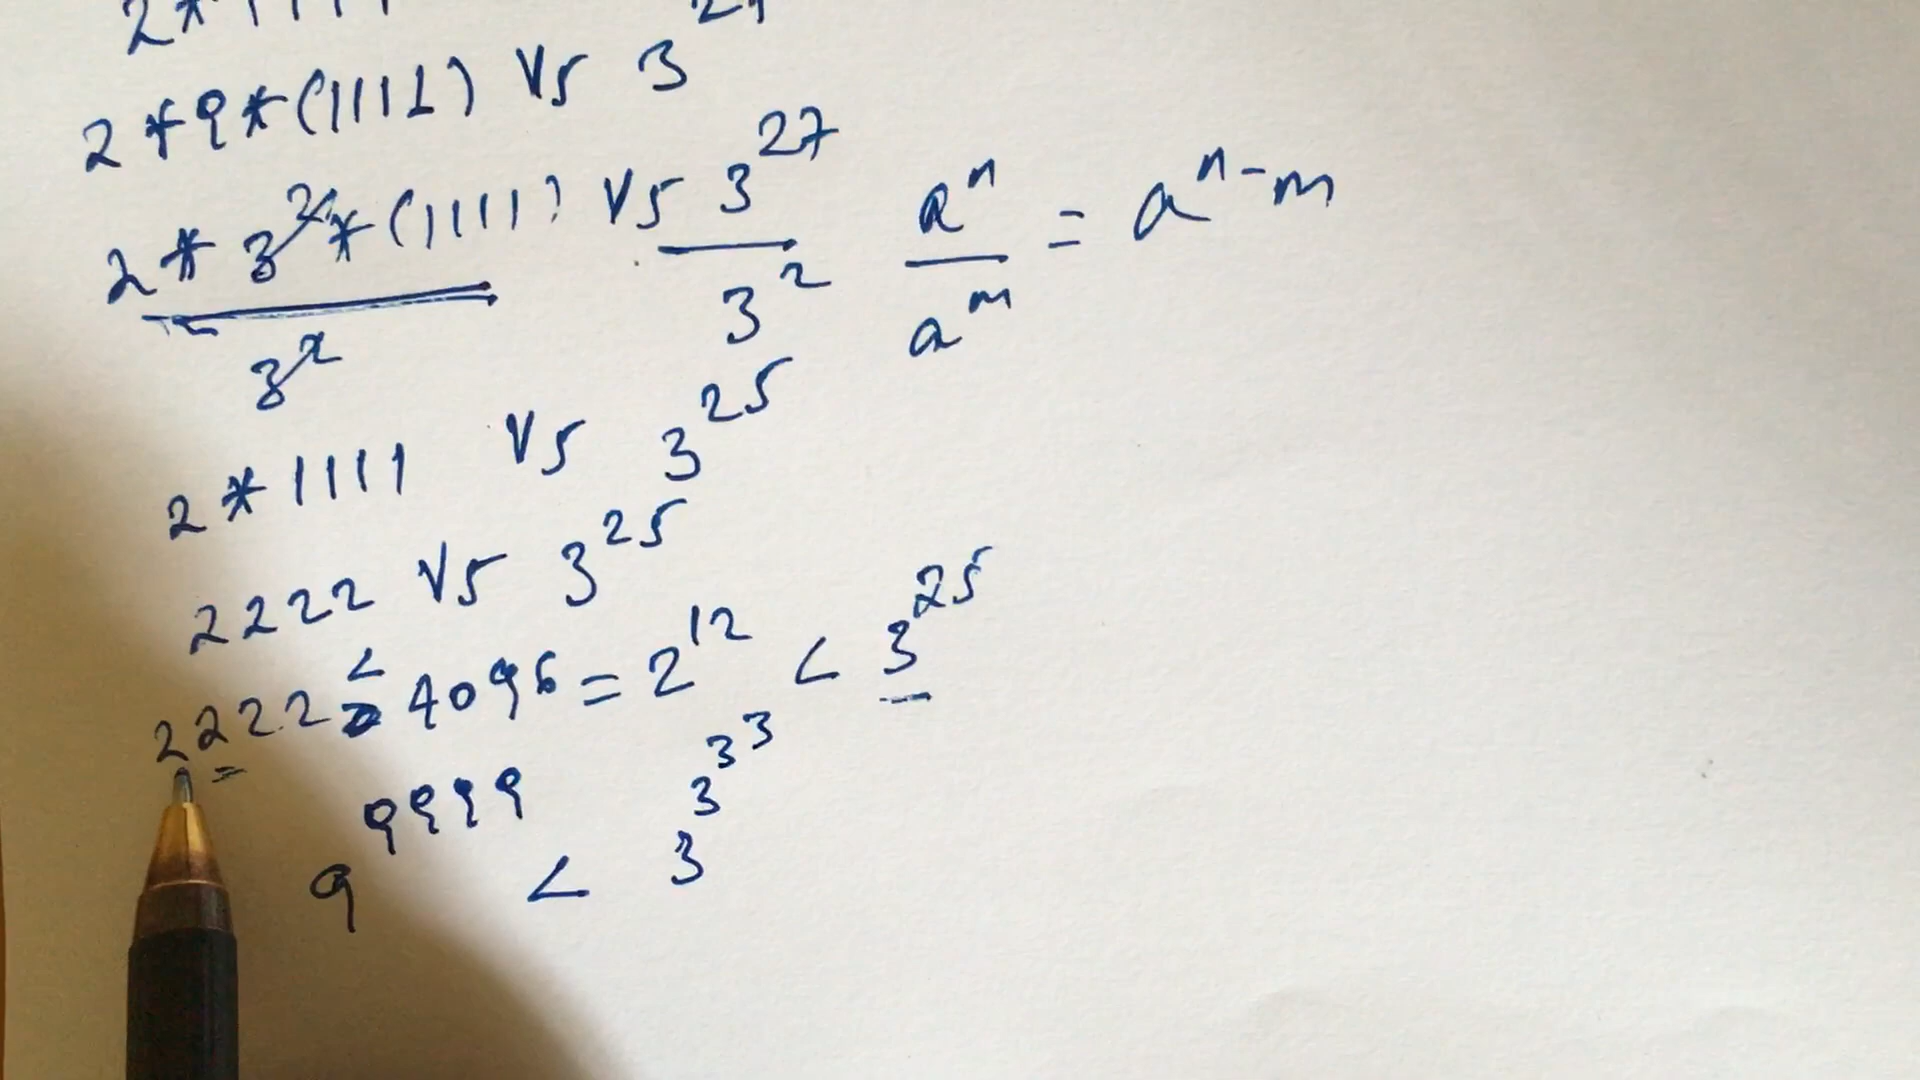 2*9*(1111) Vs 3
2 * 3²*(1111) Vs 3²⁷ aⁿ = aⁿ⁻ᵐ
3² 3² aᵐ
2*1111 Vs 3²⁵
2222 Vs 3²⁵
2222 < 4096 = 2¹² < 3²⁵
9⁹⁹⁹⁹ < 3^3^3^3